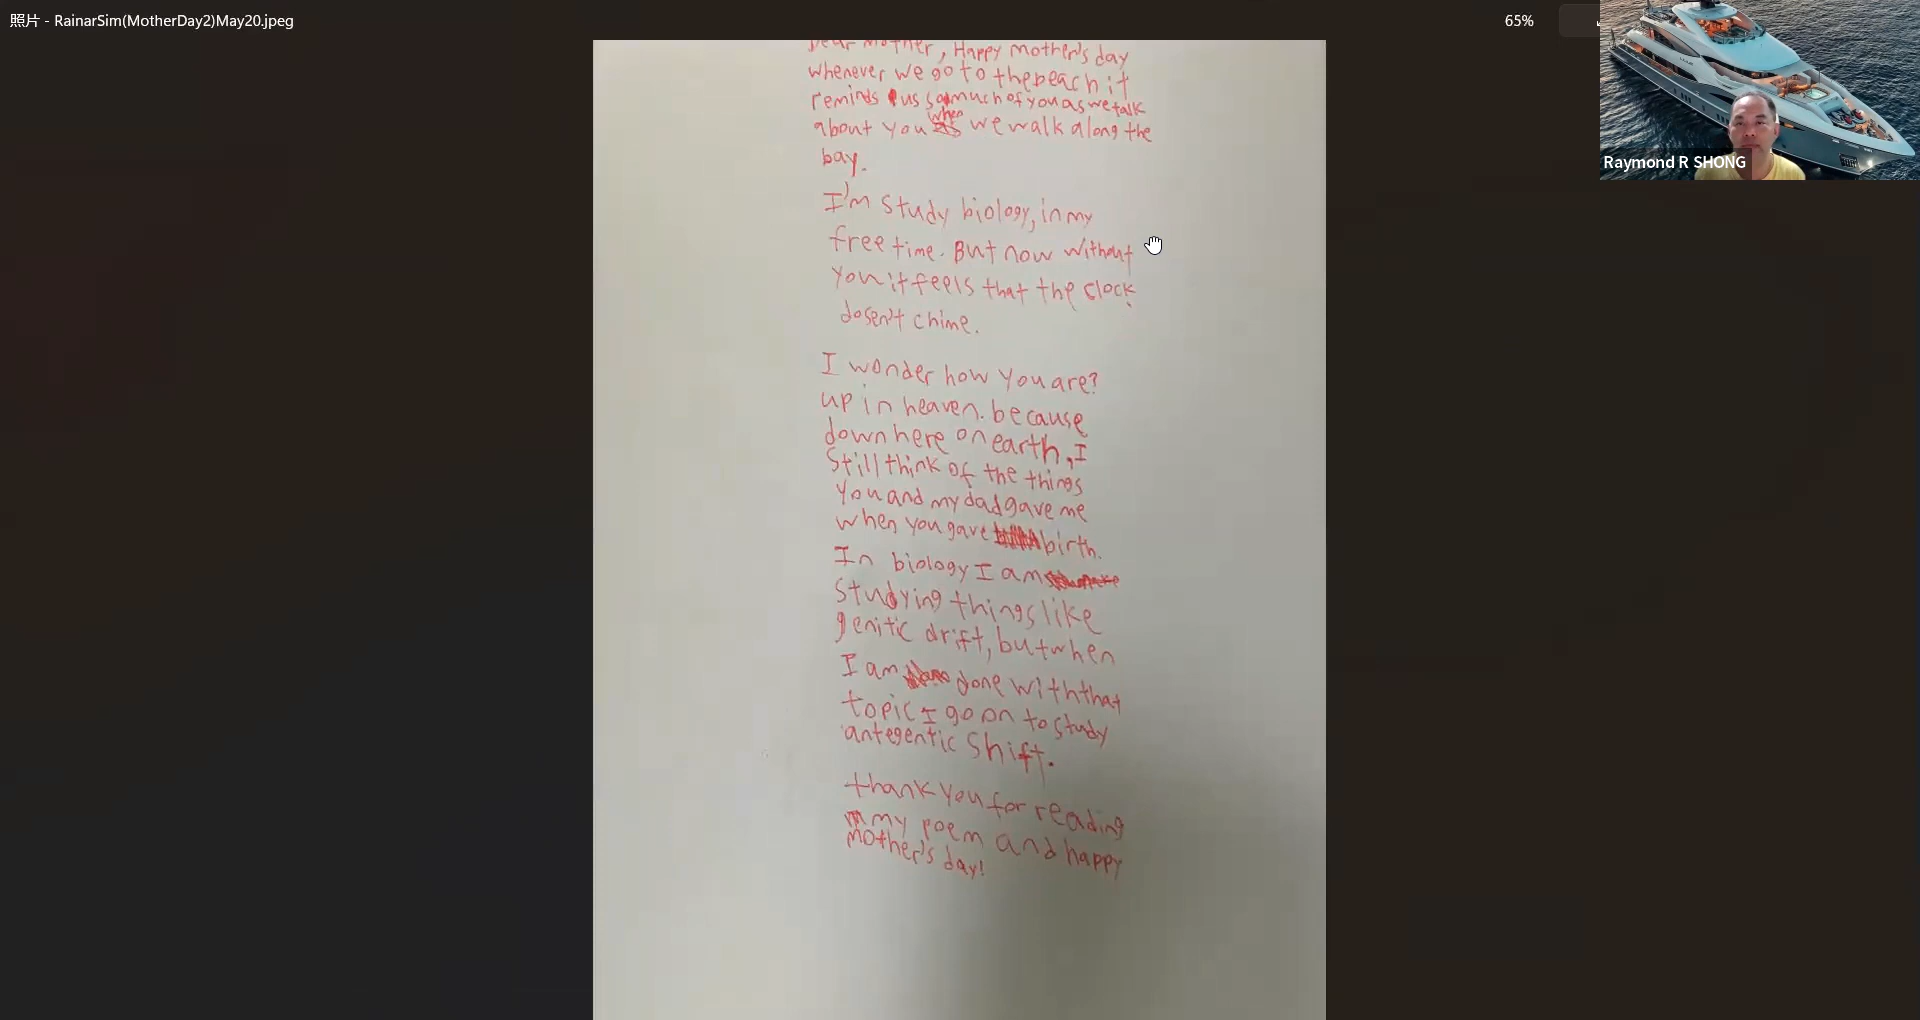 照片 - RainarSim(MotherDay2)May20.jpeg
65%
Raymond R SHONG
Dear Mother, Happy mother's day
whenever we go to the beach it
reminds us so much of you as we talk
about you when we walk along the
bay.
I'm study biology, in my
free time. But now without
you it feels that the clock
dosen't chime.
I wonder how you are?
up in heaven. because
down here on earth, I
still think of the things
you and my dad gave me
when you gave birth.
In biology I am
studying things like
genitic drift, but when
I am done with that
topic I go on to study
antegentic shift.
thank you for reading
my poem and happy
mother's day!